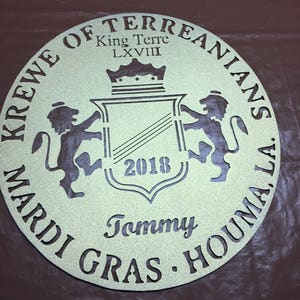 KREWE OF TERREANIANS
King Terre
LXVIII
2018
Tommy
MARDI GRAS · HOUMA, LA.